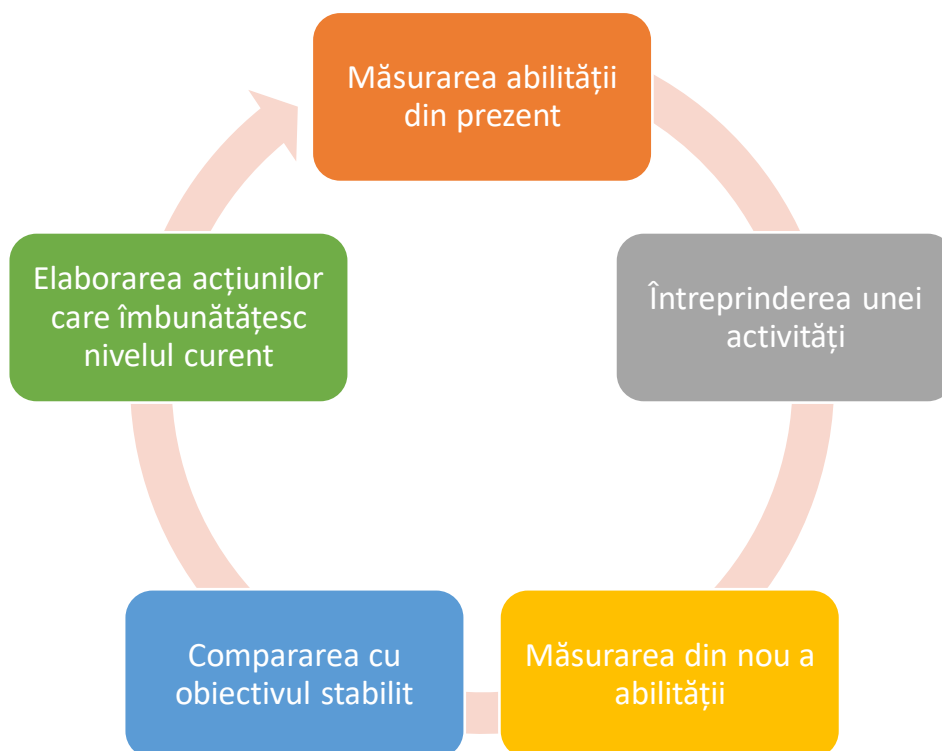 Măsurarea abilității
din prezent
Întreprinderea unei
activități
Măsurarea din nou a
abilității
Compararea cu
obiectivul stabilit
Elaborarea acțiunilor
care îmbunătățesc
nivelul curent